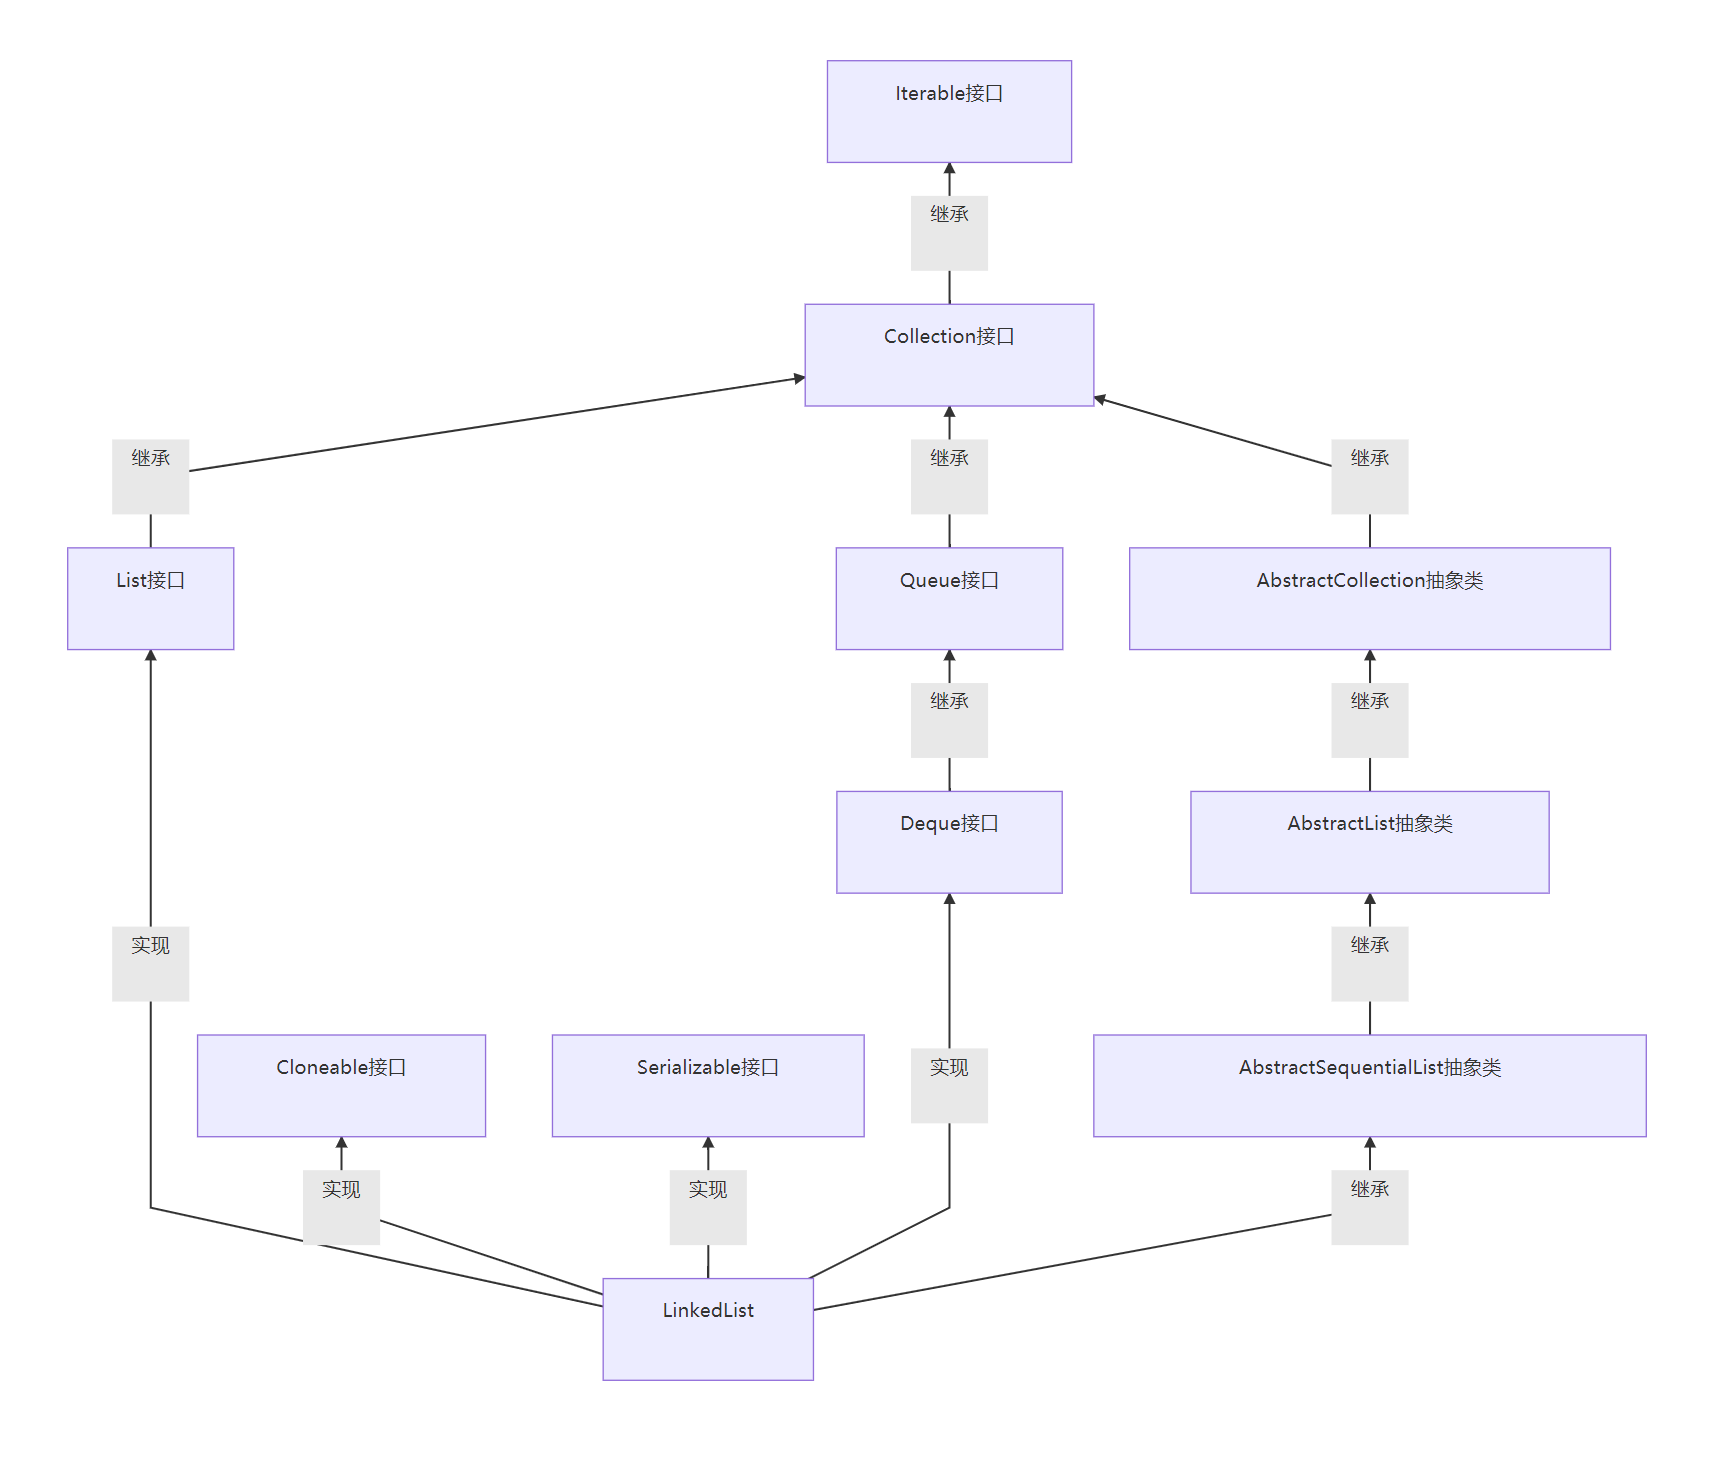 Iterable接口
继承
Collection接口
继承
继承
继承
List接口
Queue接口
AbstractCollection抽象类
继承
继承
Deque接口
AbstractList抽象类
实现
继承
Cloneable接口
Serializable接口
实现
AbstractSequentialList抽象类
实现
实现
继承
LinkedList